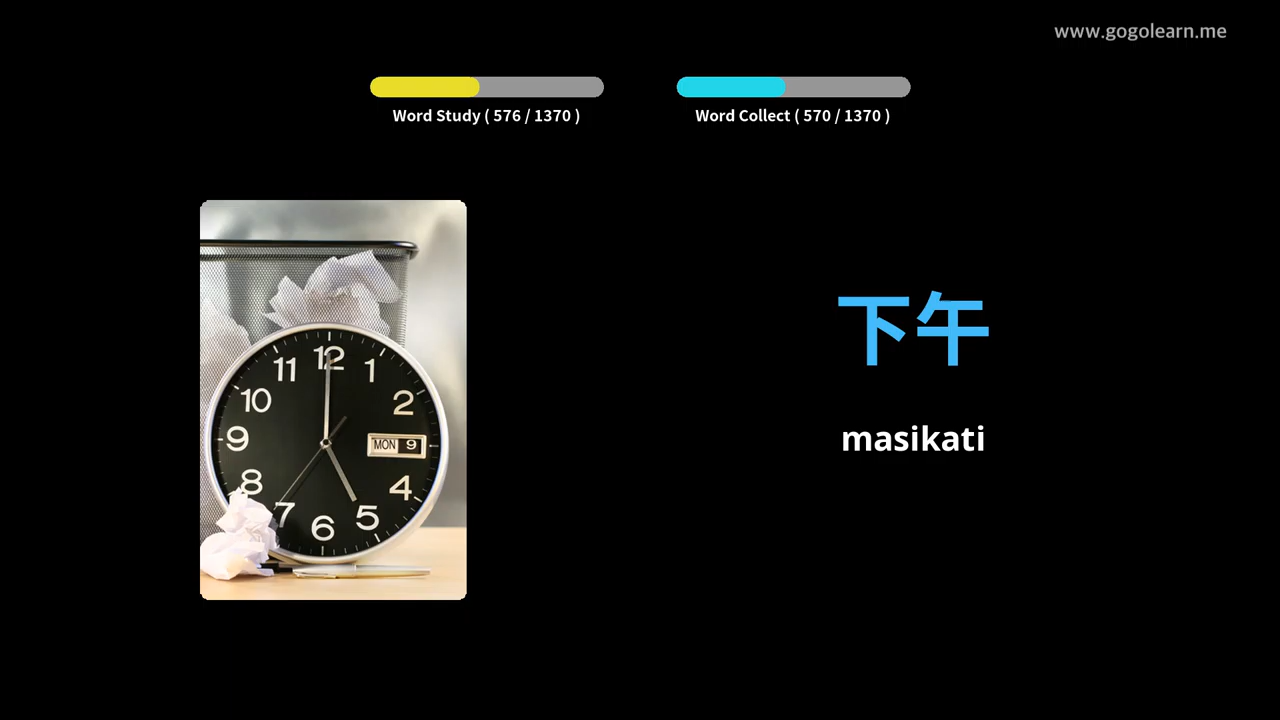 www.gogolearn.me
Word Study ( 576 / 1370 )
Word Collect ( 570 / 1370 )
12
1
2
MON 9
4
5
6
7
8
9
10
11
下午
masikati